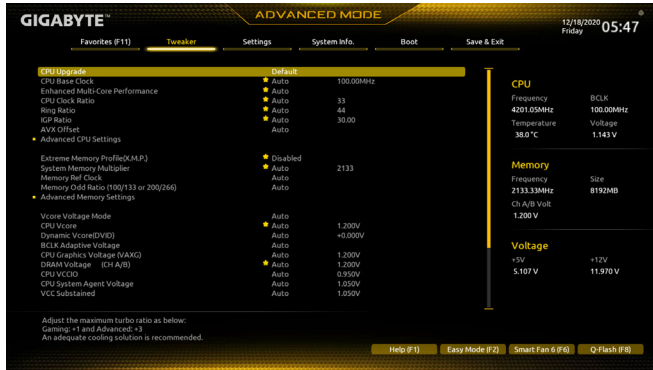 GIGABYTE™
ADVANCED MODE
12/18/2020
Friday
05:47
Favorites (F11) Tweaker Settings System Info. Boot Save & Exit
CPU Upgrade Default
CPU Base Clock Auto 100.00MHz
Enhanced Multi-Core Performance Auto
CPU Clock Ratio Auto 33
Ring Ratio Auto 44
IGP Ratio Auto 30.00
AVX Offset Auto
Advanced CPU Settings
Extreme Memory Profile(X.M.P.) Disabled
System Memory Multiplier Auto 2133
Memory Ref Clock Auto
Memory Odd Ratio (100/133 or 200/266) Auto
Advanced Memory Settings
Vcore Voltage Mode Auto
CPU Vcore Auto 1.200V
Dynamic Vcore(DVID) Auto +0.000V
BCLK Adaptive Voltage Auto
CPU Graphics Voltage (VAXG) Auto 1.200V
DRAM Voltage (CH A/B) Auto 1.200V
CPU VCCIO Auto 0.950V
CPU System Agent Voltage Auto 1.050V
VCC Substained Auto 1.050V
CPU
Frequency BCLK
4201.05MHz 100.00MHz
Temperature Voltage
38.0 °C 1.143 V
Memory
Frequency Size
2133.33MHz 8192MB
Ch A/B Volt
1.200 V
Voltage
+5V +12V
5.107 V 11.970 V
Adjust the maximum turbo ratio as below:
Gaming: +1 and Advanced: +3
An adequate cooling solution is recommended.
Help (F1) Easy Mode (F2) Smart Fan 6 (F6) Q-Flash (F8)